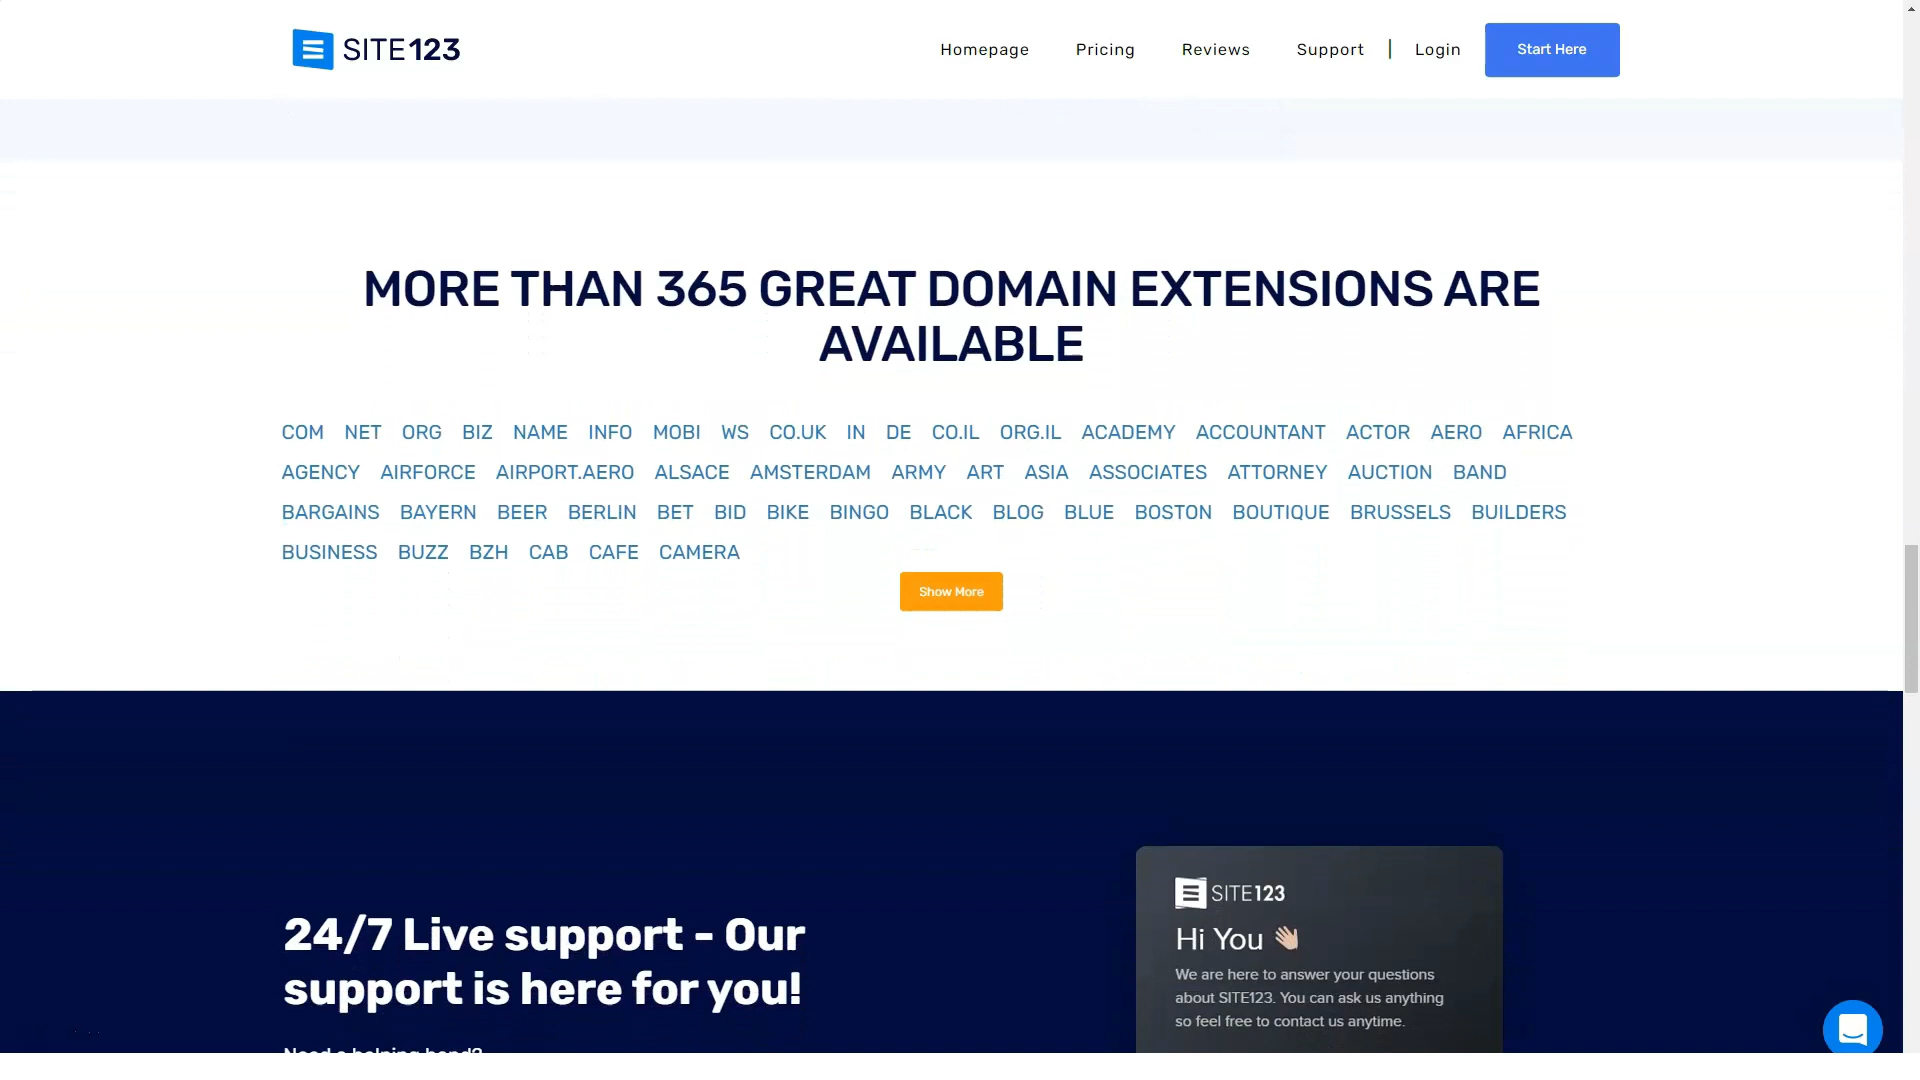 SITE123 Homepage Pricing Reviews Support | Login Start Here
MORE THAN 365 GREAT DOMAIN EXTENSIONS ARE
AVAILABLE
COM NET ORG BIZ NAME INFO MOBI WS CO.UK IN DE CO.IL ORG.IL ACADEMY ACCOUNTANT ACTOR AERO AFRICA
AGENCY AIRFORCE AIRPORT.AERO ALSACE AMSTERDAM ARMY ART ASIA ASSOCIATES ATTORNEY AUCTION BAND
BARGAINS BAYERN BEER BERLIN BET BID BIKE BINGO BLACK BLOG BLUE BOSTON BOUTIQUE BRUSSELS BUILDERS
BUSINESS BUZZ BZH CAB CAFE CAMERA
Show More
24/7 Live support - Our
support is here for you!
Need a helping hand?
SITE123
Hi You 👋
We are here to answer your questions
about SITE123. You can ask us anything
so feel free to contact us anytime.